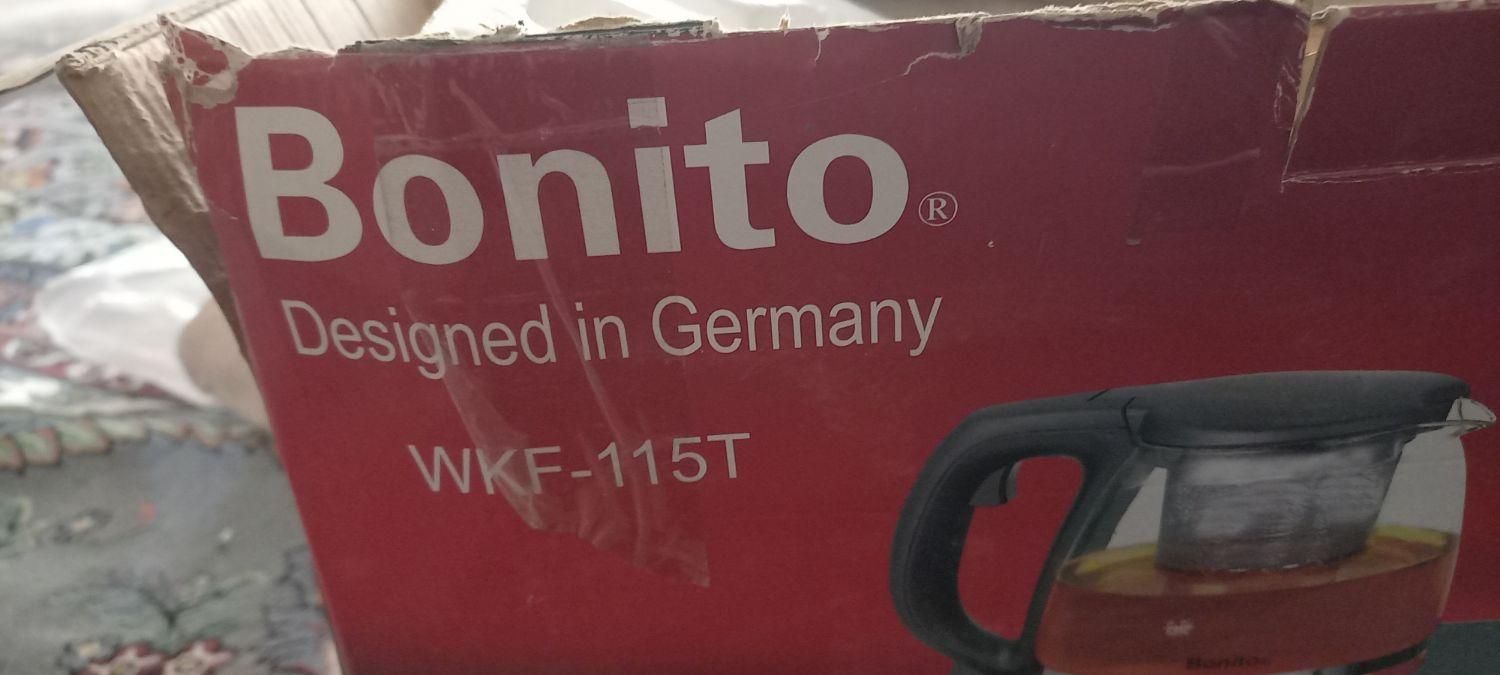 Bonito®
Designed in Germany
WKF-115T
Bonito